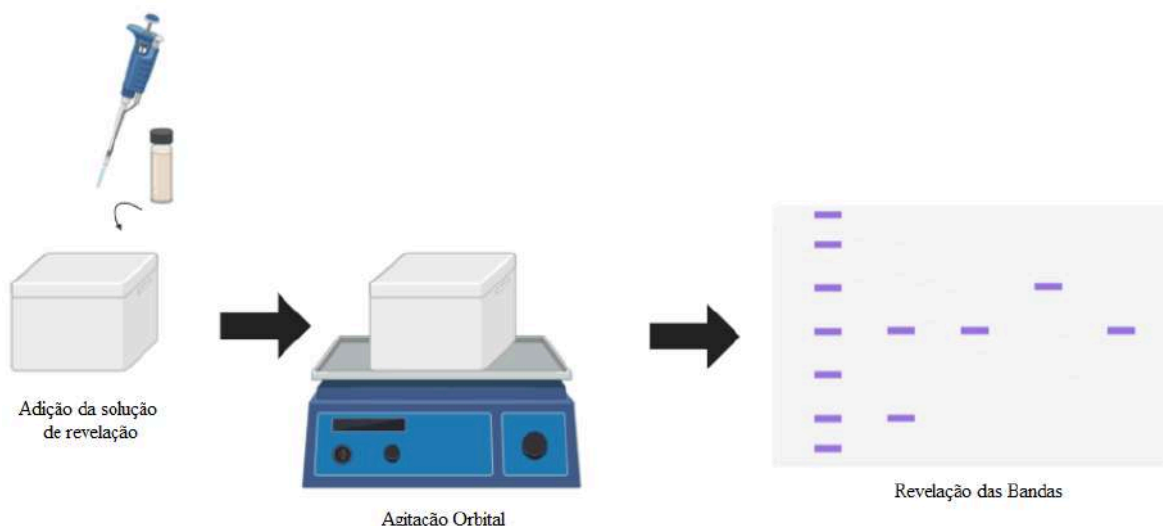 Adição da solução
de revelação
Agitação Orbital
Revelação das Bandas